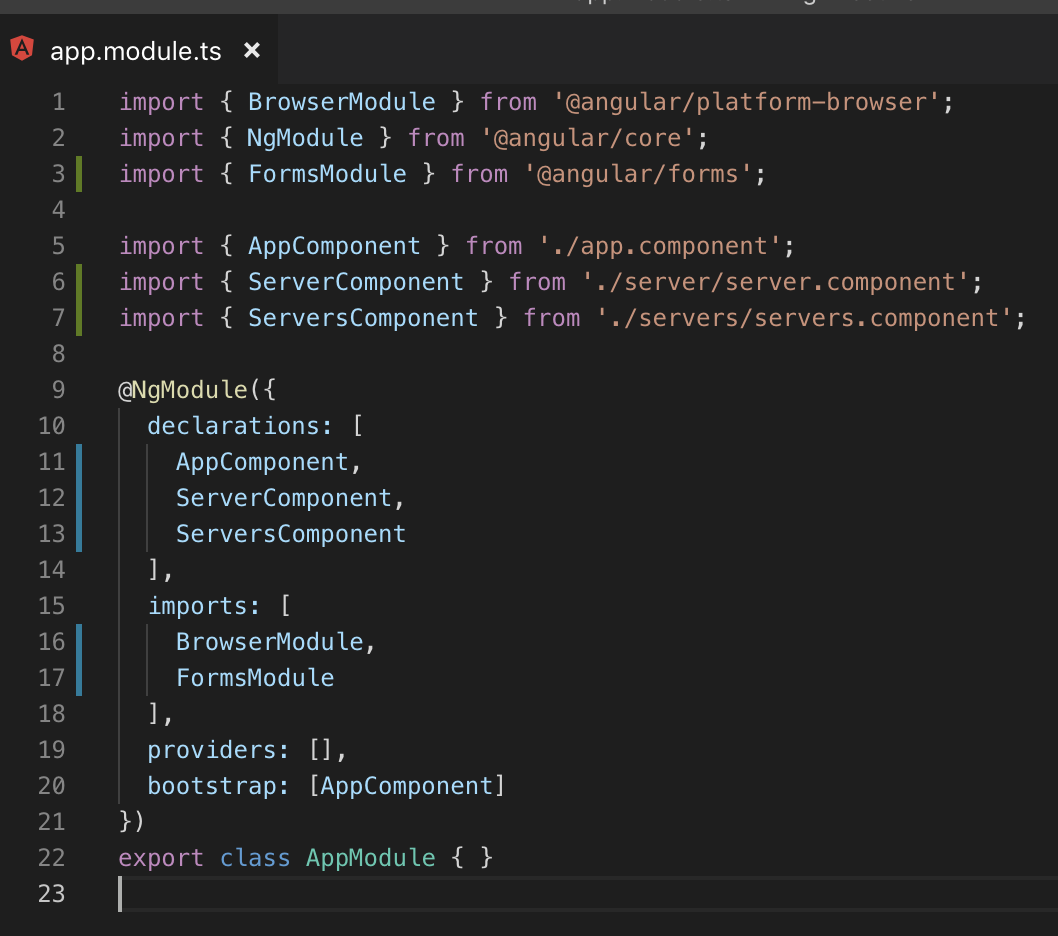 app.module.ts ×
1 import { BrowserModule } from '@angular/platform-browser';
2 import { NgModule } from '@angular/core';
3 import { FormsModule } from '@angular/forms';
4
5 import { AppComponent } from './app.component';
6 import { ServerComponent } from './server/server.component';
7 import { ServersComponent } from './servers/servers.component';
8
9 @NgModule({
10   declarations: [
11     AppComponent,
12     ServerComponent,
13     ServersComponent
14   ],
15   imports: [
16     BrowserModule,
17     FormsModule
18   ],
19   providers: [],
20   bootstrap: [AppComponent]
21 })
22 export class AppModule { }
23